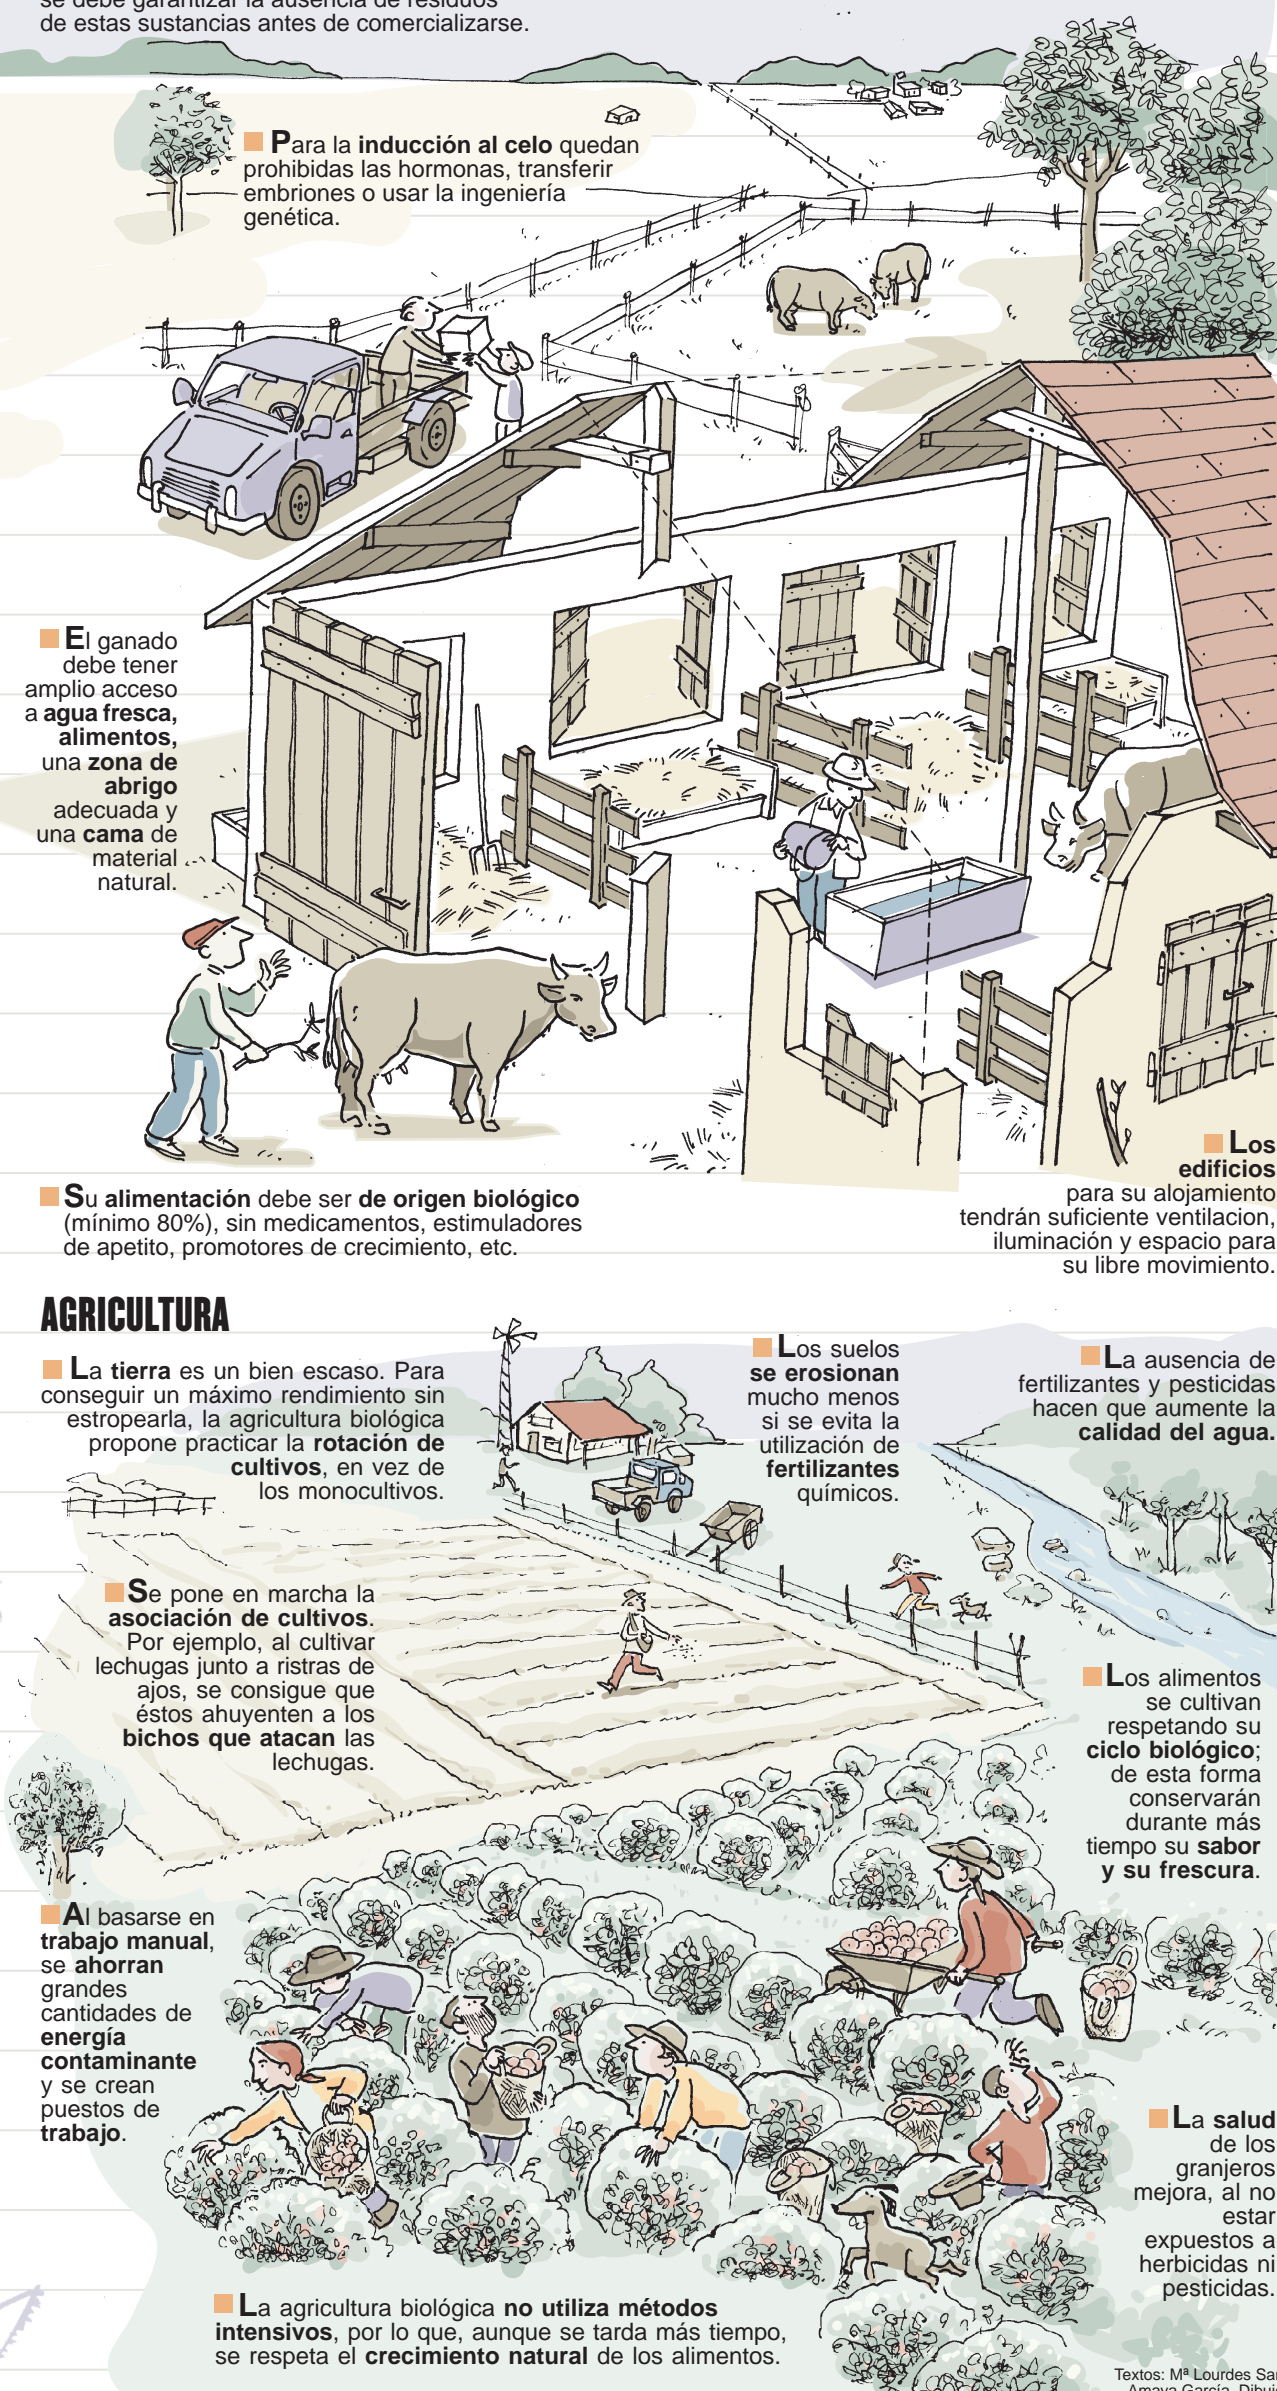 se debe garantizar la ausencia de residuos
de estas sustancias antes de comercializarse.
Para la inducción al celo quedan
prohibidas las hormonas, transferir
embriones o usar la ingeniería
genética.
El ganado
debe tener
amplio acceso
a agua fresca,
alimentos,
una zona de
abrigo
adecuada y
una cama de
material
natural.
Su alimentación debe ser de origen biológico
(mínimo 80%), sin medicamentos, estimuladores
de apetito, promotores de crecimiento, etc.
Los
edificios
para su alojamiento
tendrán suficiente ventilacion,
iluminación y espacio para
su libre movimiento.
AGRICULTURA
La tierra es un bien escaso. Para
conseguir un máximo rendimiento sin
estropearla, la agricultura biológica
propone practicar la rotación de
cultivos, en vez de
los monocultivos.
Los suelos
se erosionan
mucho menos
si se evita la
utilización de
fertilizantes
químicos.
La ausencia de
fertilizantes y pesticidas
hacen que aumente la
calidad del agua.
Se pone en marcha la
asociación de cultivos.
Por ejemplo, al cultivar
lechugas junto a ristras de
ajos, se consigue que
éstos ahuyenten a los
bichos que atacan las
lechugas.
Los alimentos
se cultivan
respetando su
ciclo biológico;
de esta forma
conservarán
durante más
tiempo su sabor
y su frescura.
Al basarse en
trabajo manual,
se ahorran
grandes
cantidades de
energía
contaminante
y se crean
puestos de
trabajo.
La salud
de los
granjeros
mejora, al no
estar
expuestos a
herbicidas ni
pesticidas.
La agricultura biológica no utiliza métodos
intensivos, por lo que, aunque se tarda más tiempo,
se respeta el crecimiento natural de los alimentos.
Textos: Mª Lourdes
Amaya García.